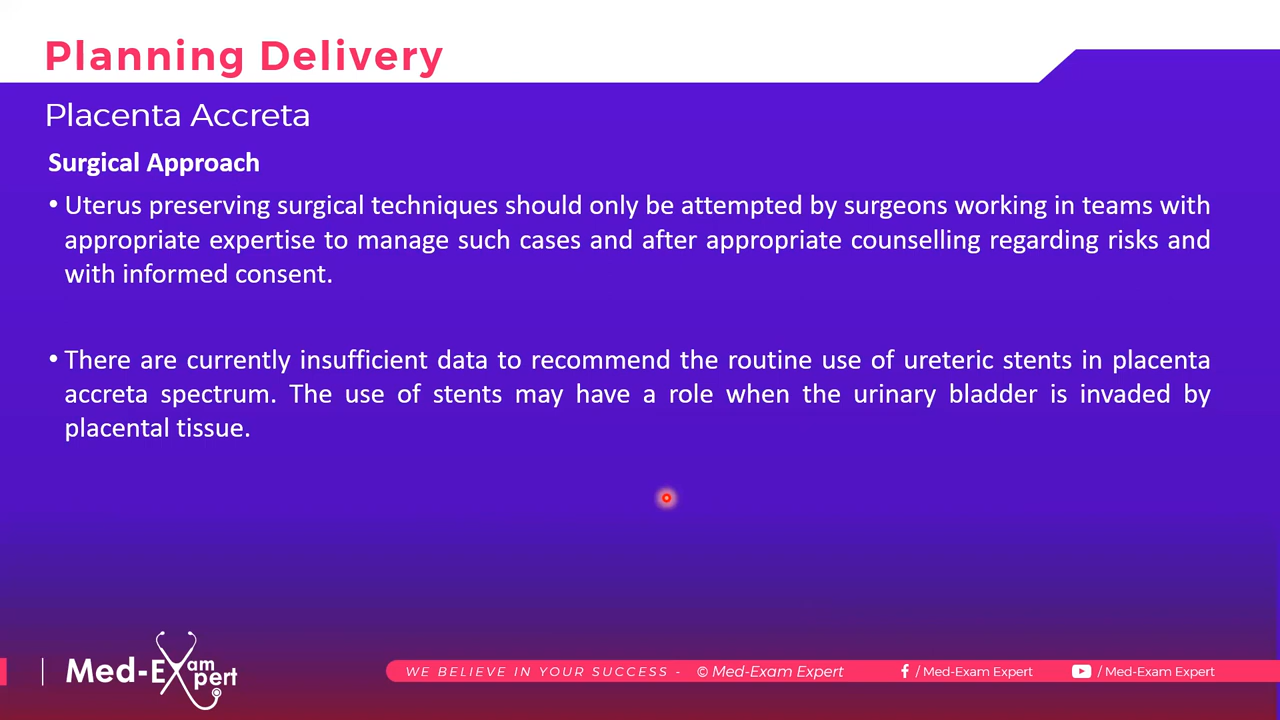 Planning Delivery
Placenta Accreta
Surgical Approach
• Uterus preserving surgical techniques should only be attempted by surgeons working in teams with
appropriate expertise to manage such cases and after appropriate counselling regarding risks and
with informed consent.
• There are currently insufficient data to recommend the routine use of ureteric stents in placenta
accreta spectrum. The use of stents may have a role when the urinary bladder is invaded by
placental tissue.
Med-Exam Expert
WE BELIEVE IN YOUR SUCCESS - © Med-Exam Expert
/ Med-Exam Expert
/ Med-Exam Expert